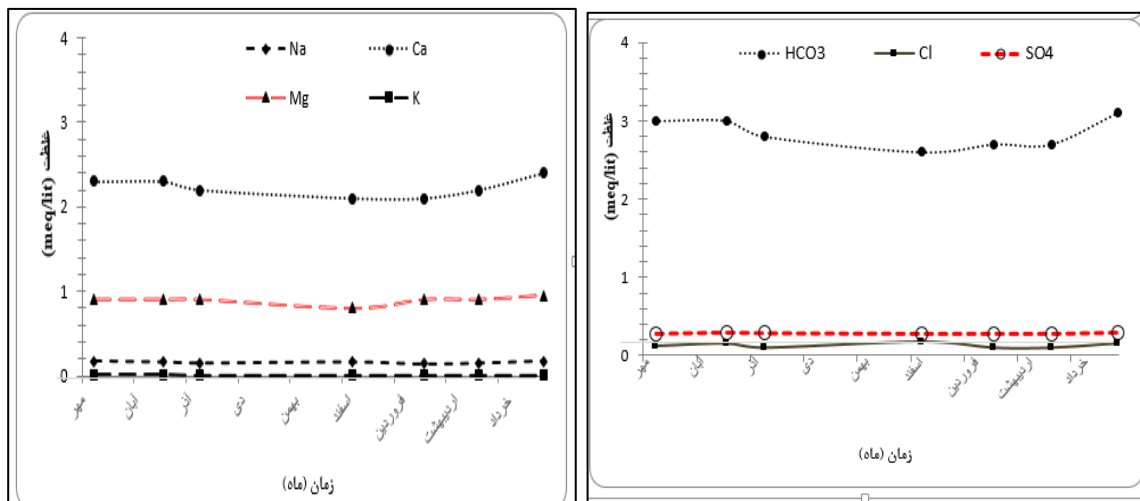 Na
Ca
Mg
K
4
3
2
1
0
غلظت (meq/lit)
مهر
ابان
آذر
دی
بهمن
اسفند
فروردین
اردیبهشت
خرداد
زمان (ماه)
HCO3
Cl
SO4
4
3
2
1
0
غلظت (meq/lit)
مهر
ابان
آذر
دی
بهمن
اسفند
فروردین
اردیبهشت
خرداد
زمان (ماه)